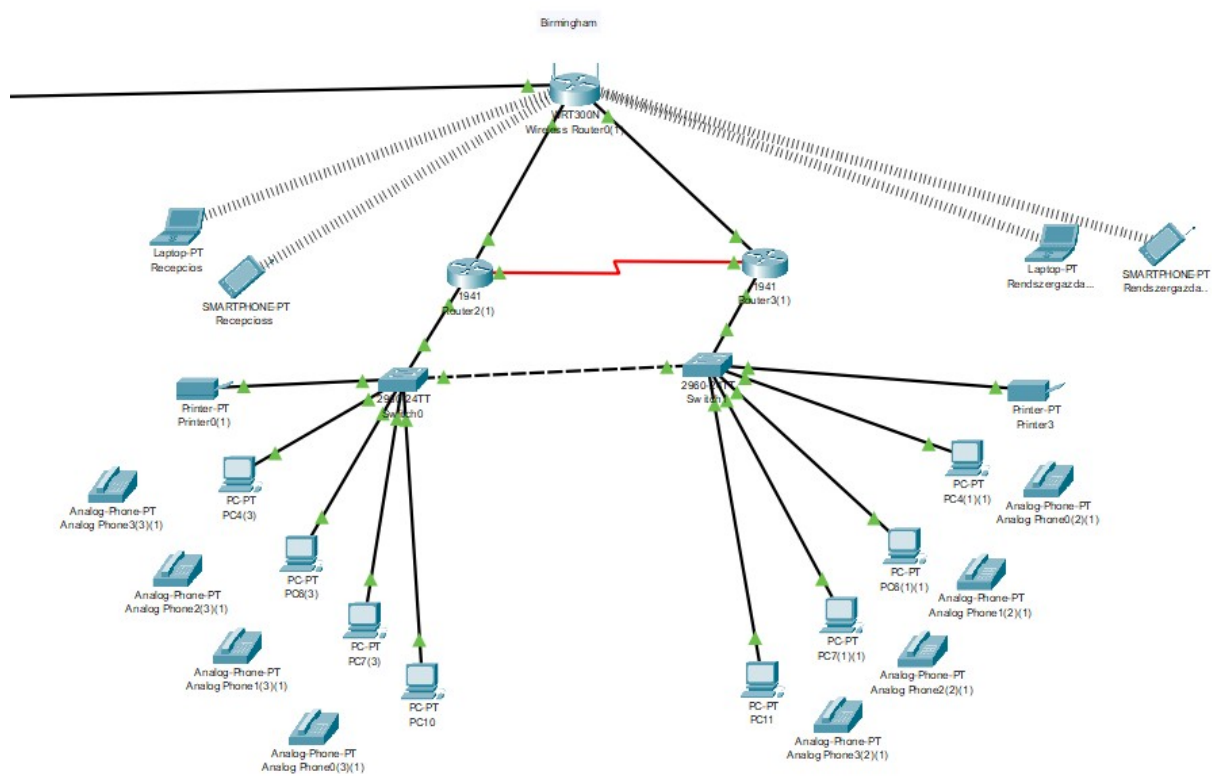 Birmingham
WRT300N
Wireless Router0(1)
Laptop-PT
Recepcios
SMARTPHONE-PT
Recepcioss
Laptop-PT
Rendszergazda...
SMARTPHONE-PT
Rendszergazda...
1941
Router2(1)
1941
Router3(1)
Printer-PT
Printer0(1)
2960-24TT
Switch0
2960-24TT
Switch1
Printer-PT
Printer3
PC-PT
PC4(3)
Analog-Phone-PT
Analog Phone3(3)(1)
PC-PT
PC4(1)(1)
Analog-Phone-PT
Analog Phone0(2)(1)
PC-PT
PC6(3)
Analog-Phone-PT
Analog Phone2(3)(1)
PC-PT
PC6(1)(1)
Analog-Phone-PT
Analog Phone1(2)(1)
PC-PT
PC7(3)
Analog-Phone-PT
Analog Phone1(3)(1)
PC-PT
PC7(1)(1)
Analog-Phone-PT
Analog Phone2(2)(1)
PC-PT
PC10
PC-PT
PC11
Analog-Phone-PT
Analog Phone0(3)(1)
Analog-Phone-PT
Analog Phone3(2)(1)